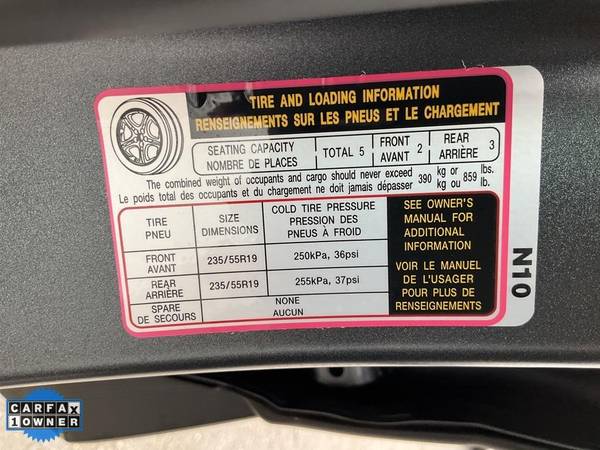 TIRE AND LOADING INFORMATION
RENSEIGNEMENTS SUR LES PNEUS ET LE CHARGEMENT
SEATING CAPACITY
NOMBRE DE PLACES
TOTAL 5
FRONT
AVANT 2
REAR
ARRIÈRE 3
The combined weight of occupants and cargo should never exceed 390 kg or 859 lbs.
Le poids total des occupants et du chargement ne doit jamais dépasser kg ou lb.
TIRE
PNEU
SIZE
DIMENSIONS
COLD TIRE PRESSURE
PRESSION DES
PNEUS À FROID
FRONT
AVANT
235/55R19
250kPa, 36psi
REAR
ARRIÈRE
235/55R19
255kPa, 37psi
SPARE
DE SECOURS
NONE
AUCUN
SEE OWNER'S
MANUAL FOR
ADDITIONAL
INFORMATION
VOIR LE MANUEL
DE L'USAGER
POUR PLUS DE
RENSEIGNEMENTS
N10
CARFAX
1 OWNER